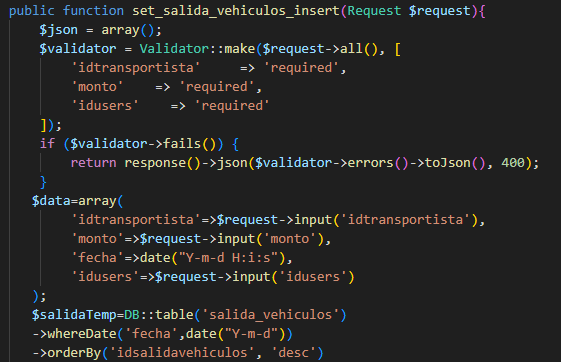 public function set_salida_vehiculos_insert(Request $request){
$json = array();
$validator = Validator::make($request->all(), [
'idtransportista' => 'required',
'monto' => 'required',
'idusers' => 'required'
]);
if ($validator->fails()) {
return response()->json($validator->errors()->toJson(), 400);
}
$data=array(
'idtransportista'=>$request->input('idtransportista'),
'monto'=>$request->input('monto'),
'fecha'=>date("Y-m-d H:i:s"),
'idusers'=>$request->input('idusers')
);
$salidaTemp=DB::table('salida_vehiculos')
->whereDate('fecha',date("Y-m-d"))
->orderBy('idsalidavehiculos', 'desc')